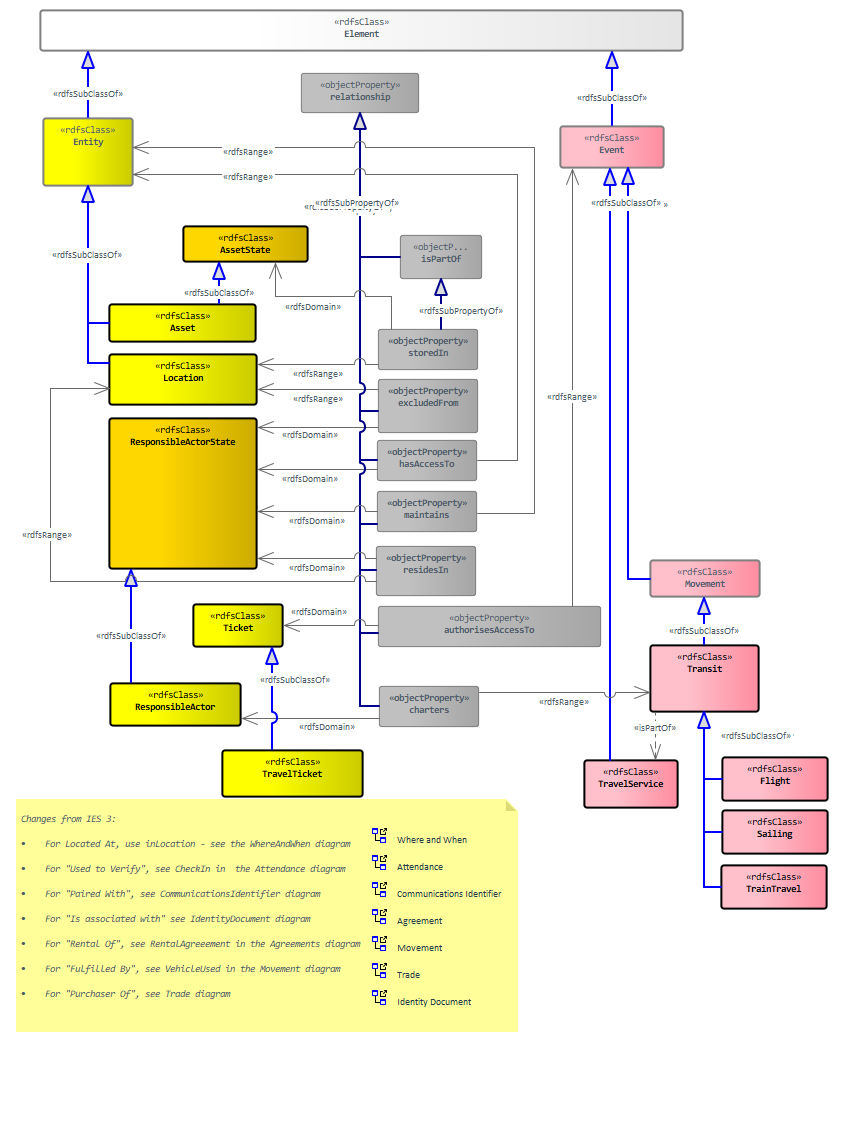 «rdfsClass»
Element
«rdfsSubClassOf»
«rdfsSubClassOf»
«objectProperty»
relationship
«rdfsClass»
Entity
«rdfsClass»
Event
«rdfsRange»
«rdfsRange»
«rdfsSubPropertyOf»
«rdfsSubClassOf»
«rdfsClass»
AssetState
«objectP...
isPartOf
«rdfsSubClassOf»
«rdfsSubClassOf»
«rdfsDomain»
«rdfsSubPropertyOf»
«rdfsClass»
Asset
«objectProperty»
storedIn
«rdfsClass»
Location
«rdfsRange»
«rdfsRange»
«objectProperty»
excludedFrom
«rdfsRange»
«rdfsClass»
ResponsibleActorState
«rdfsDomain»
«objectProperty»
hasAccessTo
«rdfsDomain»
«objectProperty»
maintains
«rdfsDomain»
«rdfsRange»
«objectProperty»
residesIn
«rdfsDomain»
«rdfsClass»
Movement
«rdfsClass»
Ticket
«rdfsDomain»
«objectProperty»
authorisesAccessTo
«rdfsSubClassOf»
«rdfsSubClassOf»
«rdfsClass»
Transit
«rdfsSubClassOf»
«rdfsClass»
ResponsibleActor
«objectProperty»
charters
«rdfsRange»
«rdfsDomain»
«isPartOf»
«rdfsSubClassOf»
«rdfsClass»
TravelTicket
«rdfsClass»
TravelService
«rdfsClass»
Flight
«rdfsClass»
Sailing
«rdfsClass»
TrainTravel
Changes from IES 3:
• For Located At, use inLocation - see the WhereAndWhen diagram
• For "Used to Verify", see CheckIn in the Attendance diagram
• For "Paired With", see CommunicationsIdentifier diagram
• For "Is associated with" see IdentityDocument diagram
• For "Rental Of", see RentalAgreeement in the Agreements diagram
• For "Fulfilled By", see VehicleUsed in the Movement diagram
• For "Purchaser Of", see Trade diagram
Where and When
Attendance
Communications Identifier
Agreement
Movement
Trade
Identity Document